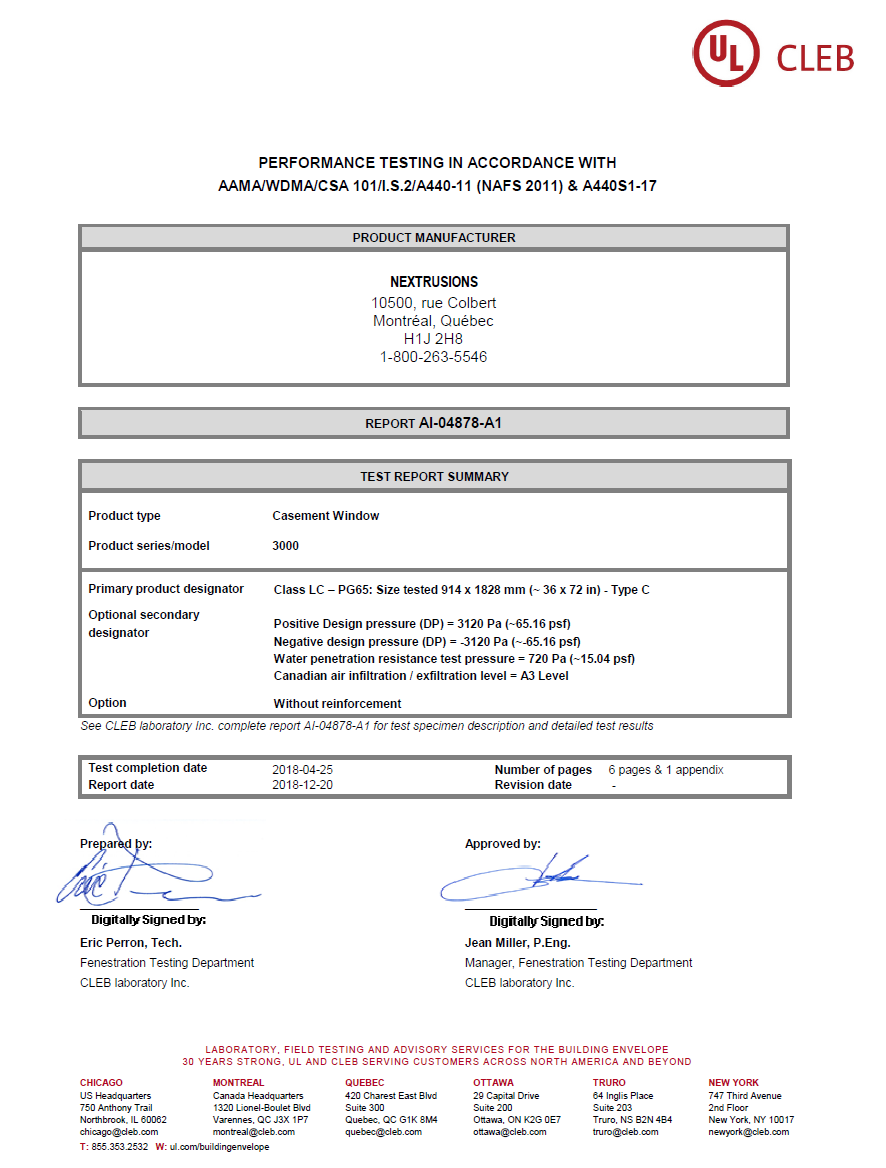 UL CLEB
PERFORMANCE TESTING IN ACCORDANCE WITH
AAMA/WDMA/CSA 101/I.S.2/A440-11 (NAFS 2011) & A440S1-17
PRODUCT MANUFACTURER
NEXTRUSIONS
10500, rue Colbert
Montréal, Québec
H1J 2H8
1-800-263-5546
REPORT AI-04878-A1
TEST REPORT SUMMARY
Product type Casement Window
Product series/model 3000
Primary product designator Class LC – PG65: Size tested 914 x 1828 mm (~ 36 x 72 in) - Type C
Optional secondary
designator
Positive Design pressure (DP) = 3120 Pa (~65.16 psf)
Negative design pressure (DP) = -3120 Pa (~-65.16 psf)
Water penetration resistance test pressure = 720 Pa (~15.04 psf)
Canadian air infiltration / exfiltration level = A3 Level
Option Without reinforcement
See CLEB laboratory Inc. complete report AI-04878-A1 for test specimen description and detailed test results
Test completion date 2018-04-25 Number of pages 6 pages & 1 appendix
Report date 2018-12-20 Revision date -
Prepared by: Approved by:
Digitally Signed by: Digitally Signed by:
Eric Perron, Tech. Jean Miller, P.Eng.
Fenestration Testing Department Manager, Fenestration Testing Department
CLEB laboratory Inc. CLEB laboratory Inc.
LABORATORY, FIELD TESTING AND ADVISORY SERVICES FOR THE BUILDING ENVELOPE
30 YEARS STRONG, UL AND CLEB SERVING CUSTOMERS ACROSS NORTH AMERICA AND BEYOND
CHICAGO MONTREAL QUEBEC OTTAWA TRURO NEW YORK
US Headquarters Canada Headquarters 420 Charest East Blvd 29 Capital Drive 64 Inglis Place 747 Third Avenue
750 Anthony Trail 1320 Lionel-Boulet Blvd Suite 300 Suite 200 Suite 203 2nd Floor
Northbrook, IL 60062 Varennes, QC J3X 1P7 Quebec, QC G1K 8M4 Ottawa, ON K2G 0E7 Truro, NS B2N 4B4 New York, NY 10017
chicago@cleb.com montreal@cleb.com quebec@cleb.com ottawa@cleb.com truro@cleb.com newyork@cleb.com
T: 855.353.2532 W: ul.com/buildingenvelope